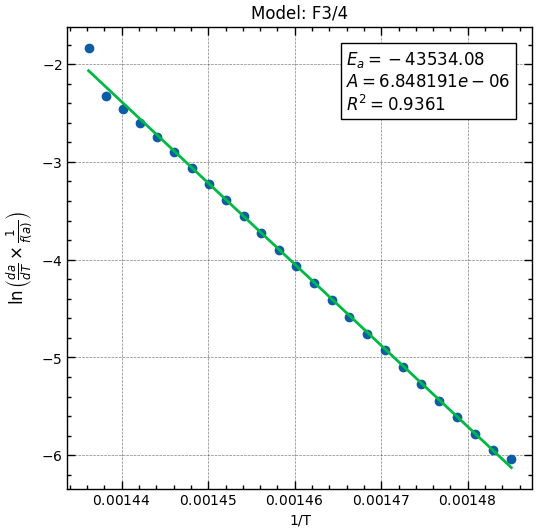 Model: F3/4
E_a = −43534.08
A = 6.848191e − 06
R² = 0.9361
ln (da/dT × 1/f(a))
−2
−3
−4
−5
−6
0.00144 0.00145 0.00146 0.00147 0.00148
1/T